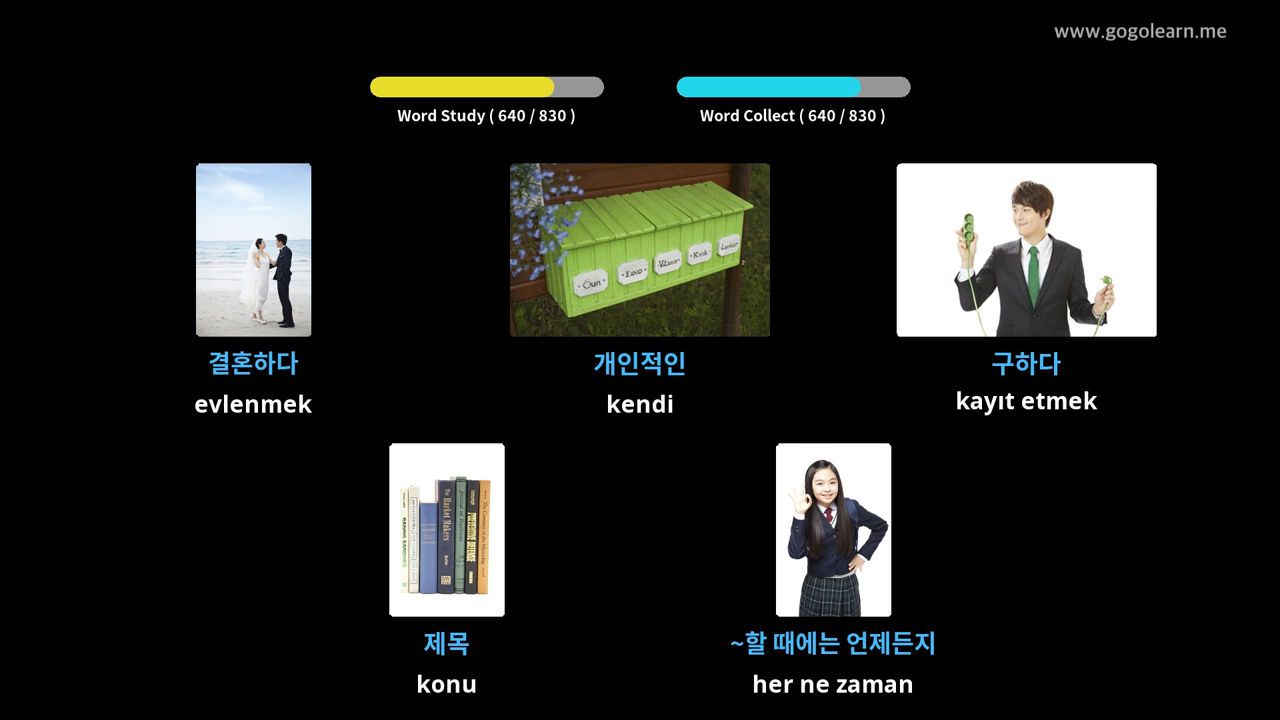 www.gogolearn.me
Word Study ( 640 / 830 )
Word Collect ( 640 / 830 )
결혼하다
evlenmek
개인적인
kendi
구하다
kayıt etmek
제목
konu
~할 때에는 언제든지
her ne zaman